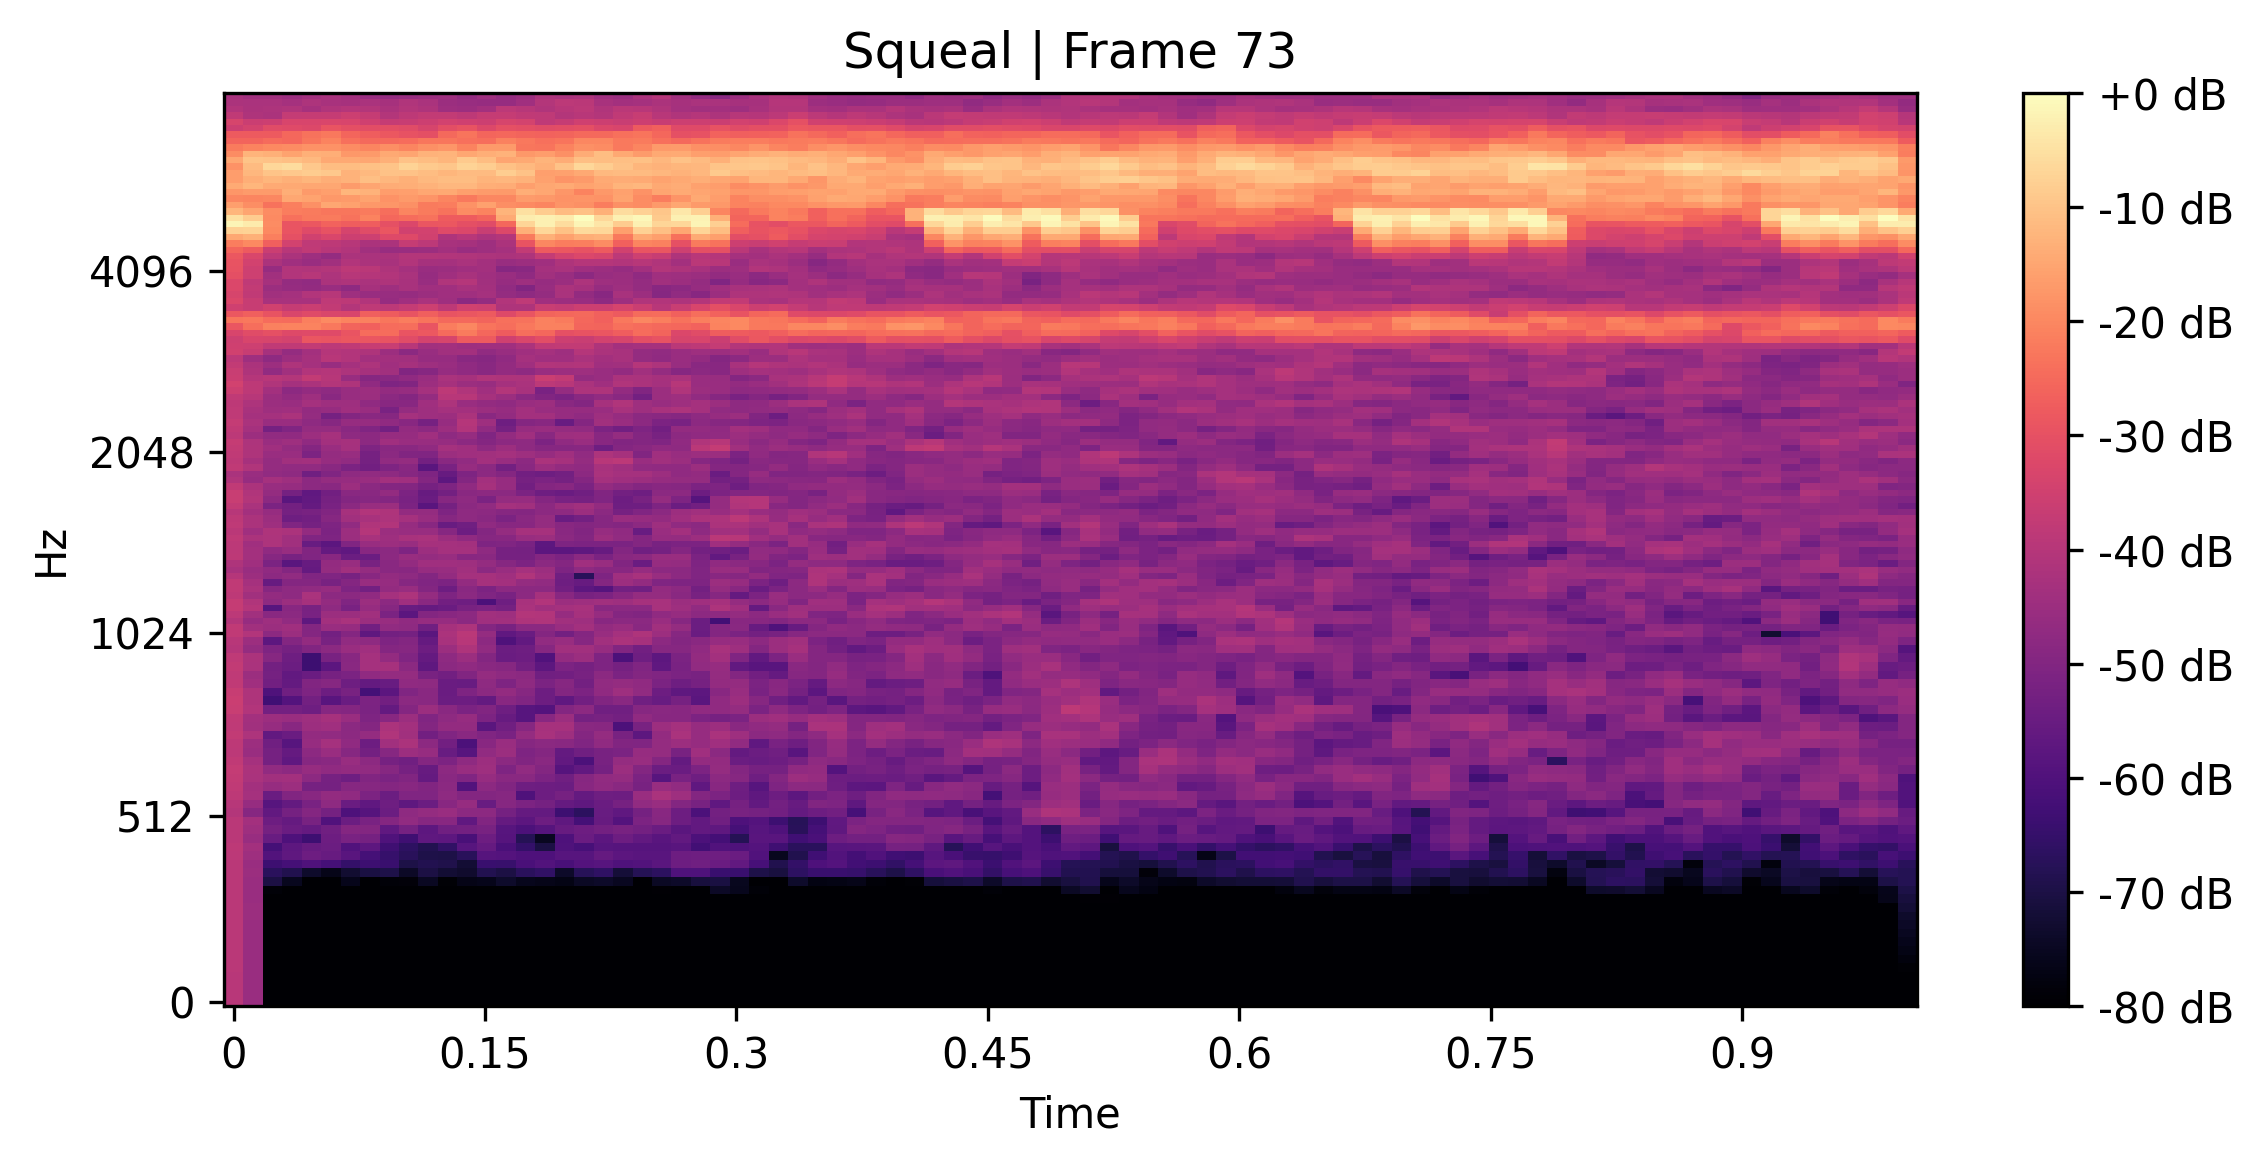 Squeal | Frame 73
+0 dB
-10 dB
-20 dB
-30 dB
-40 dB
-50 dB
-60 dB
-70 dB
-80 dB
Hz
4096
2048
1024
512
0
0 0.15 0.3 0.45 0.6 0.75 0.9
Time